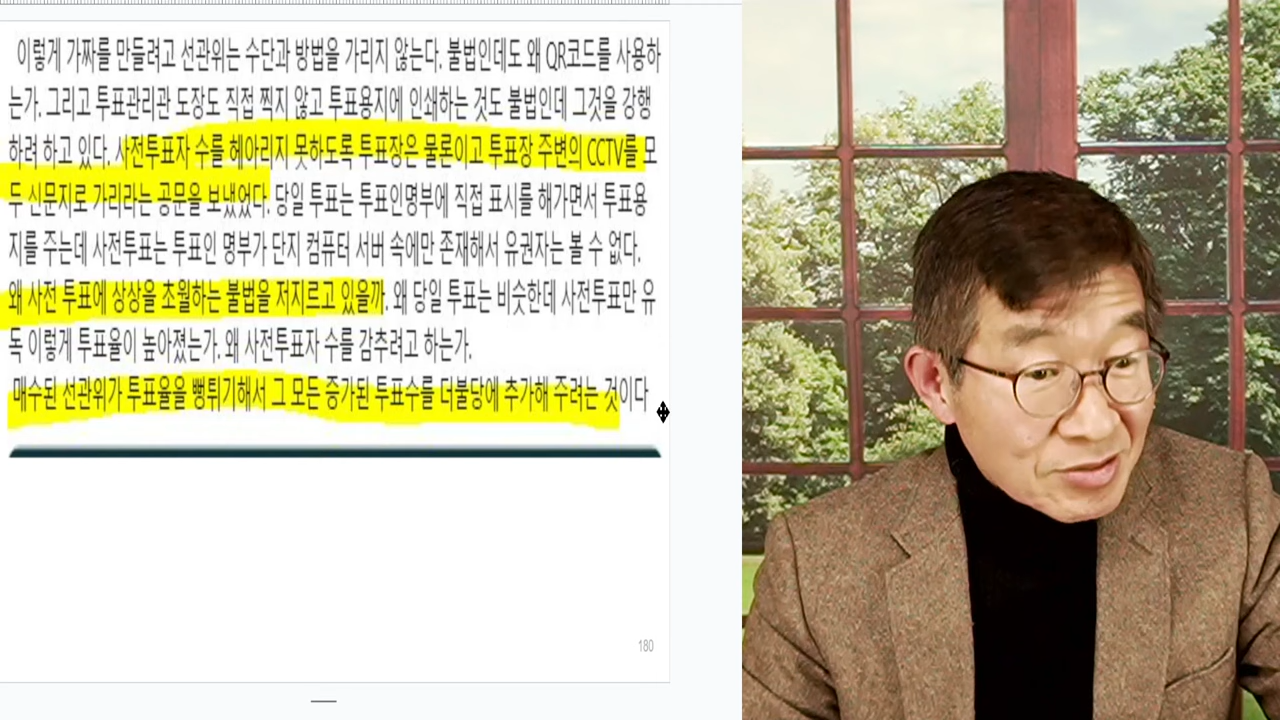 이렇게 가짜를 만들려고 선관위는 수단과 방법을 가리지 않는다. 불법인데도 왜 QR코드를 사용하
는가. 그리고 투표관리관 도장도 직접 찍지 않고 투표용지에 인쇄하는 것도 불법인데 그것을 강행
하려 하고 있다. 사전투표자 수를 헤아리지 못하도록 투표장은 물론이고 투표장 주변의 CCTV를 모
두 신문지로 가리라는 공문을 보냈었다. 당일 투표는 투표인명부에 직접 표시를 해가면서 투표용
지를 주는데 사전투표는 투표인 명부가 단지 컴퓨터 서버 속에만 존재해서 유권자는 볼 수 없다.
왜 사전 투표에 상상을 초월하는 불법을 저지르고 있을까. 왜 당일 투표는 비슷한데 사전투표만 유
독 이렇게 투표율이 높아졌는가. 왜 사전투표자 수를 감추려고 하는가.
매수된 선관위가 투표율을 뻥튀기해서 그 모든 증가된 투표수를 더불당에 추가해 주려는 것이다
180